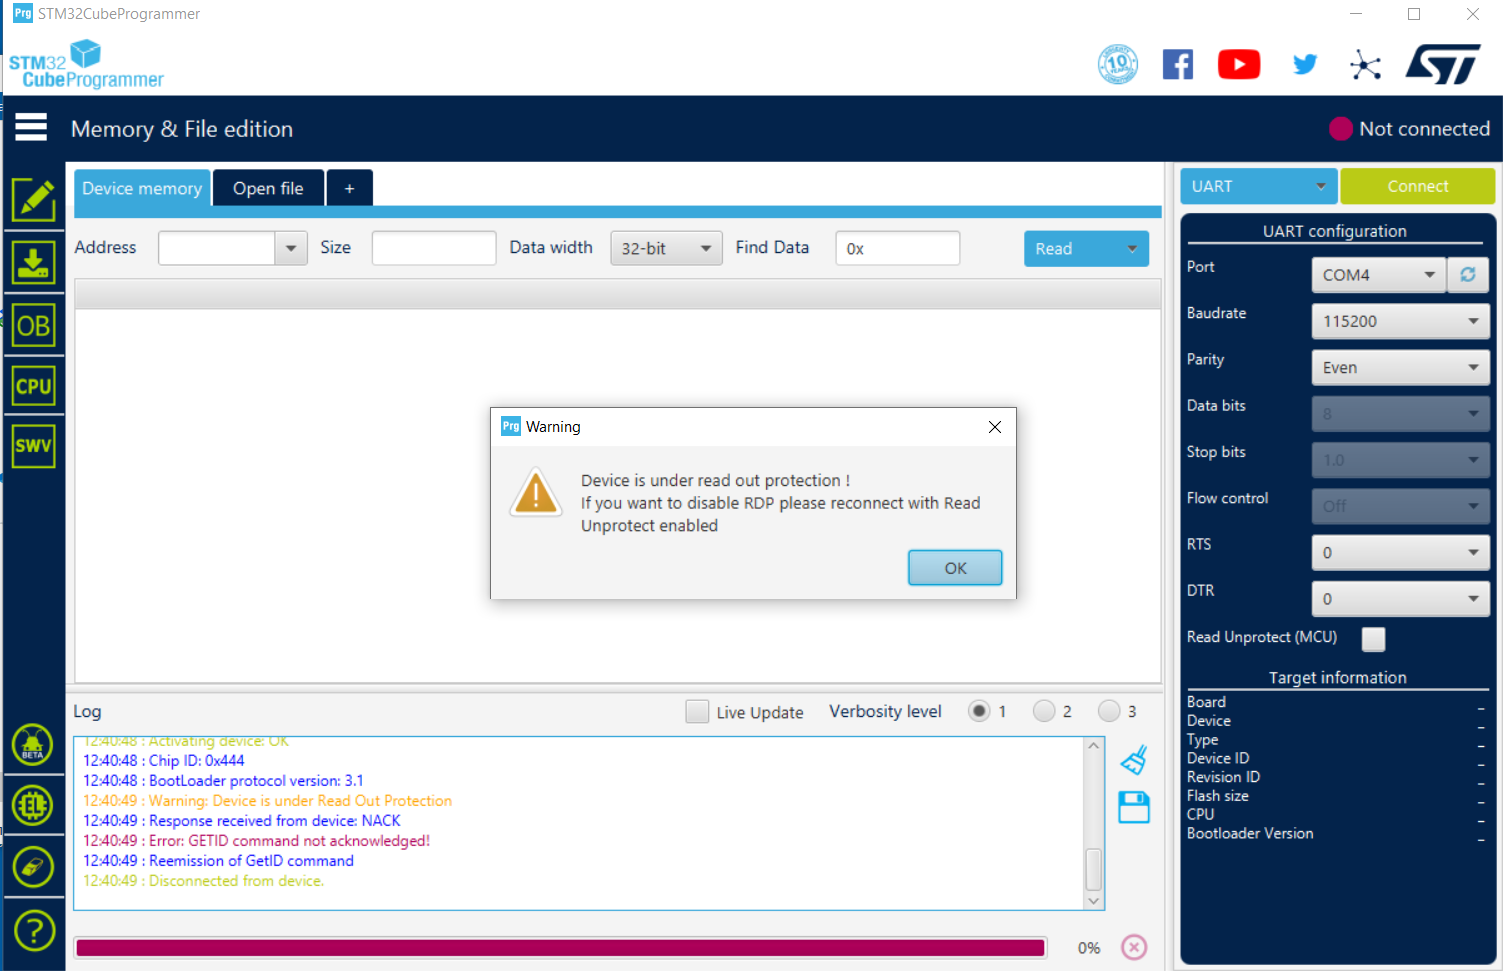 Prg STM32CubeProgrammer
STM32
CubeProgrammer
10
ST
Memory & File edition
Not connected
Device memory
Open file
+
UART
Connect
Address
Size
Data width
32-bit
Find Data
0x
Read
UART configuration
Port
COM4
Baudrate
115200
Parity
Even
Data bits
8
Stop bits
1.0
Flow control
Off
RTS
0
DTR
0
Read Unprotect (MCU)
Target information
Board -
Device -
Type -
Device ID -
Revision ID -
Flash size -
CPU -
Bootloader Version -
OB
CPU
SWV
BETA
EL
?
Prg Warning
Device is under read out protection !
If you want to disable RDP please reconnect with Read
Unprotect enabled
OK
Log
Live Update
Verbosity level
1
2
3
12:40:48 : Activating device: OK
12:40:48 : Chip ID: 0x444
12:40:48 : BootLoader protocol version: 3.1
12:40:49 : Warning: Device is under Read Out Protection
12:40:49 : Response received from device: NACK
12:40:49 : Error: GETID command not acknowledged!
12:40:49 : Reemission of GetID command
12:40:49 : Disconnected from device.
0%